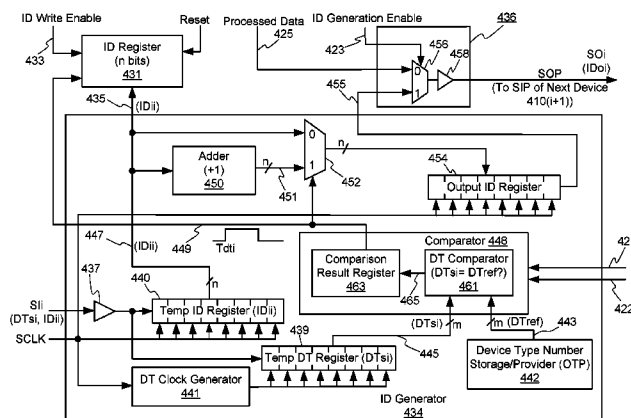 ID Write Enable
433
Reset
Processed Data
425
ID Generation Enable
423
436
ID Register
(n bits)
431
0
456
458
1
SOi
(IDoi)
SOP
(To SIP of Next Device
410(i+1))
435
(IDii)
455
0
n
Adder
(+1)
450
n
451
1
452
454
Output ID Register
447
(IDii)
449
Tdti
Comparator 448
Comparison
Result Register
463
DT Comparator
(DTsi= DTref?)
461
465
42
422
437
440
n
SIi
(DTsi, IDii)
Temp ID Register (IDii)
SCLK
439
Temp DT Register (DTsi)
445
(DTsi)
m
m
(DTref)
443
DT Clock Generator
441
ID Generator
434
Device Type Number
Storage/Provider (OTP)
442